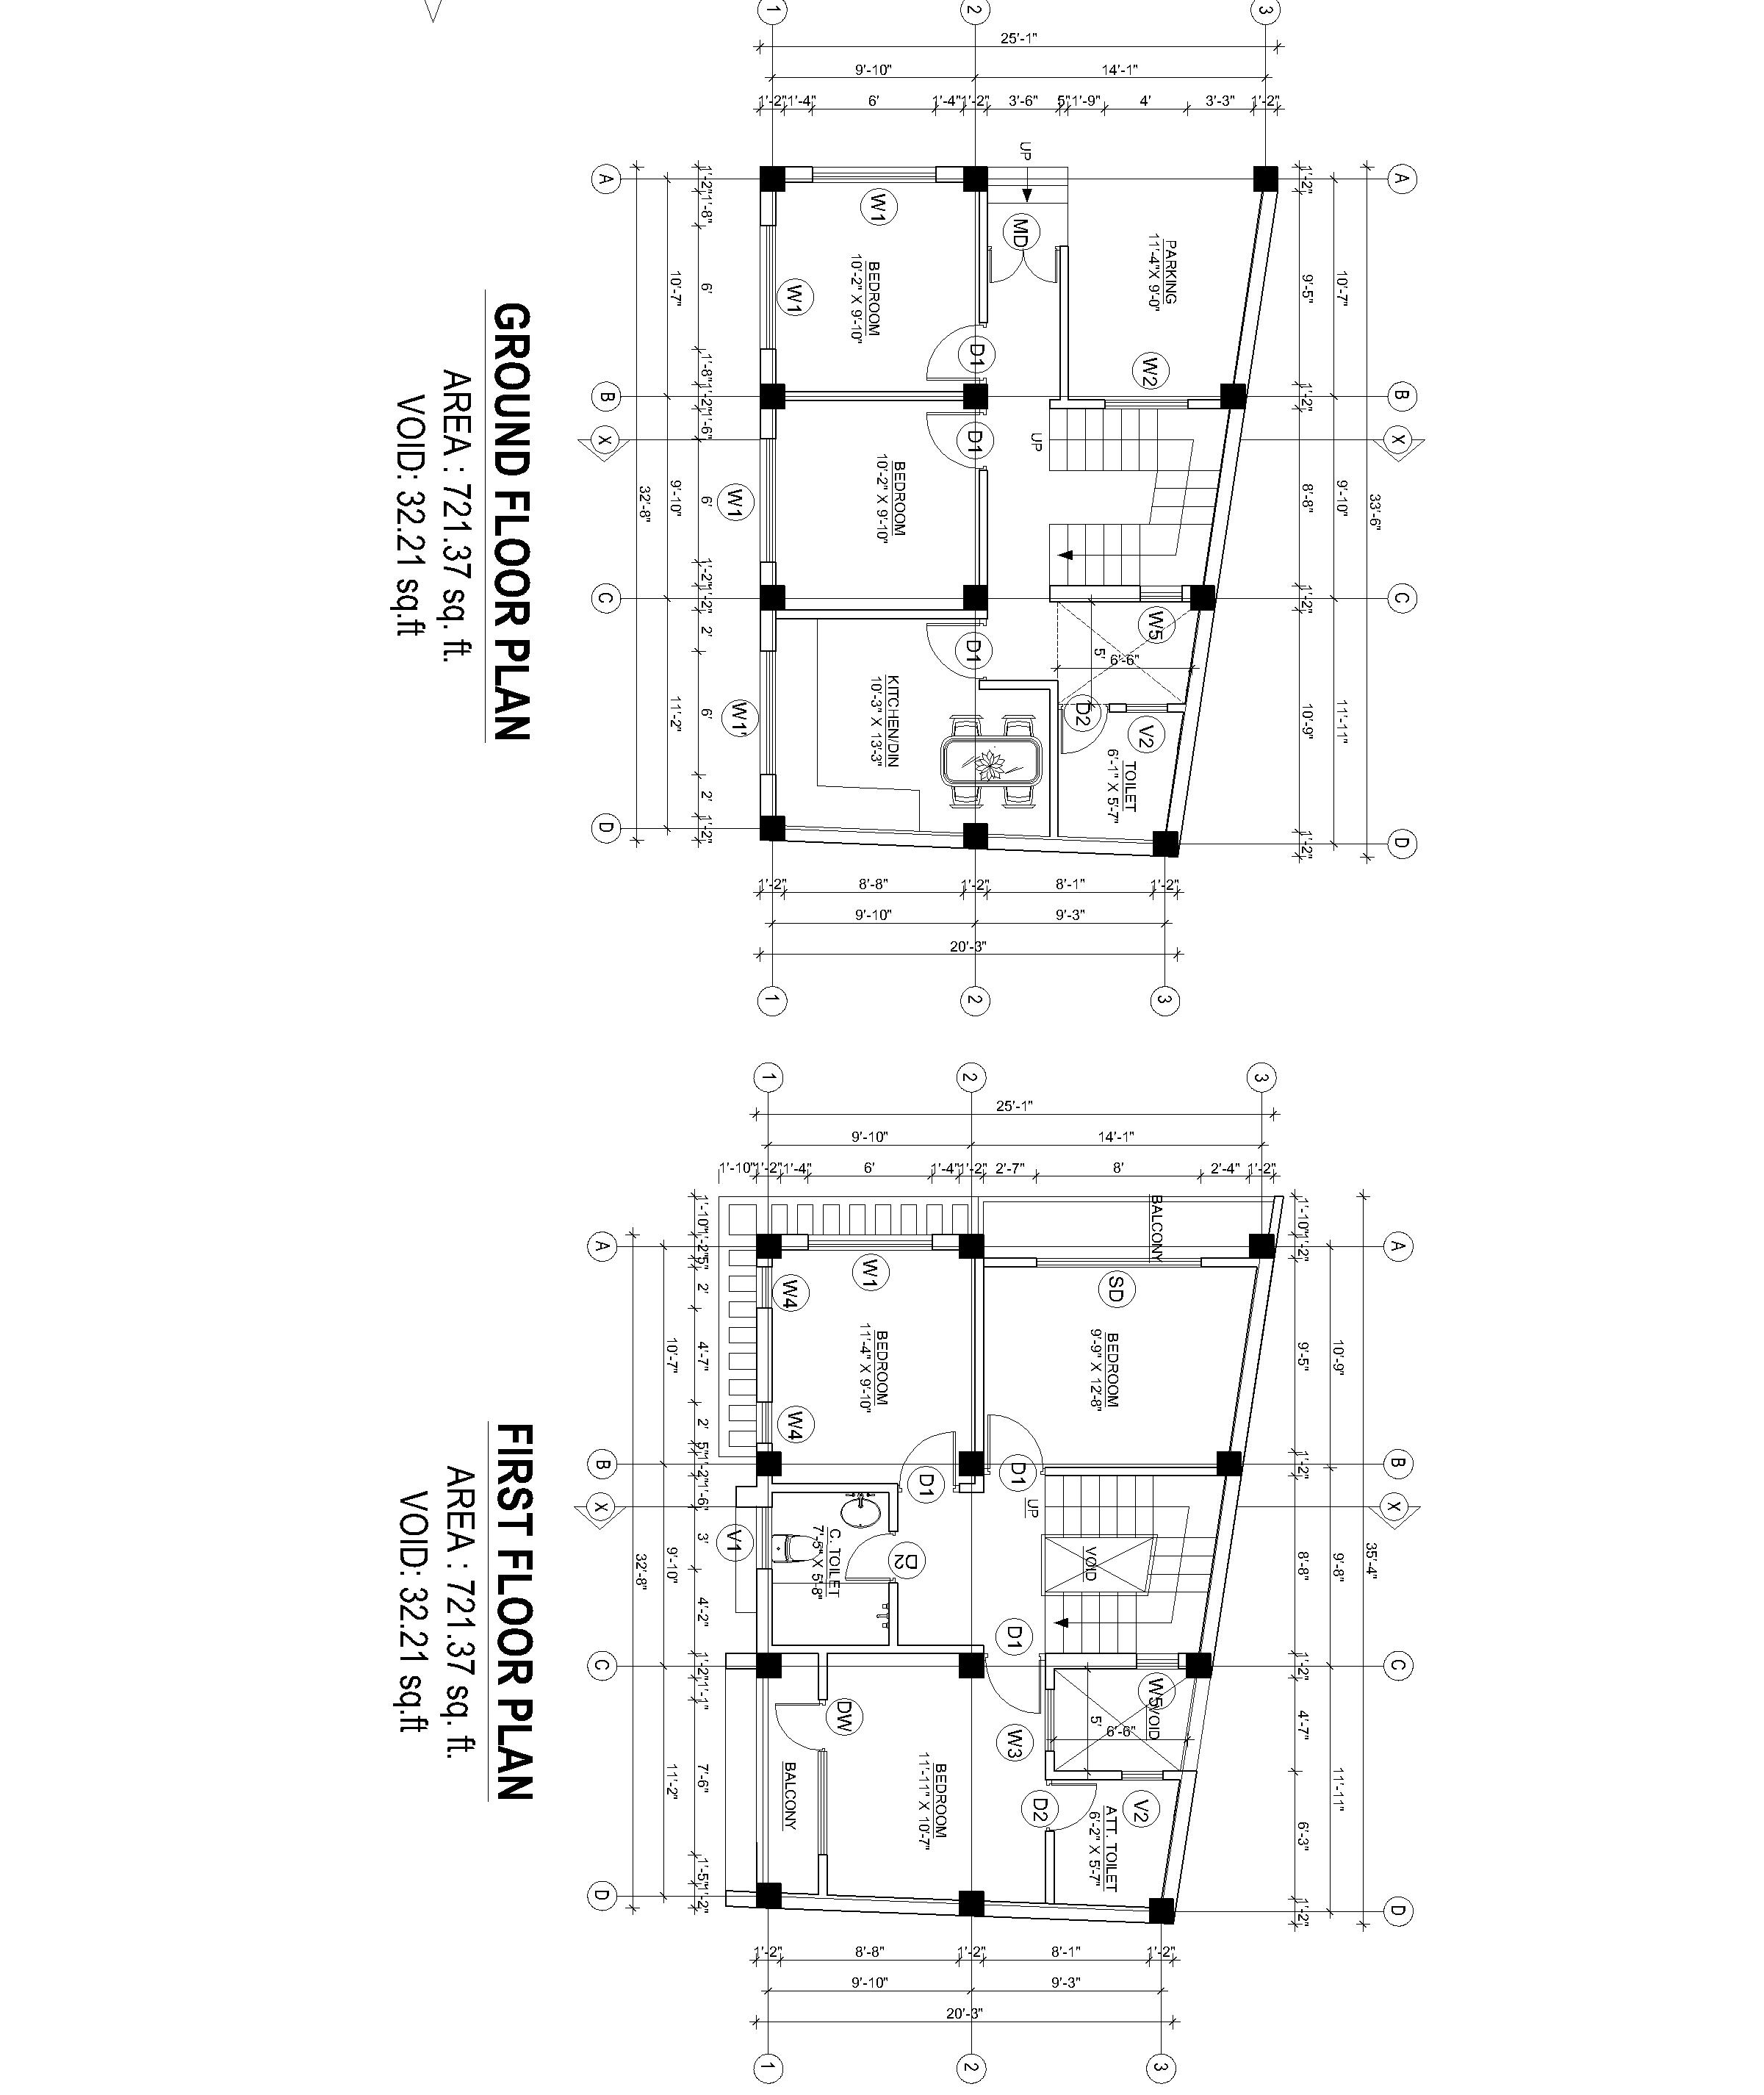 1
2
3
25'-1"
9'-10"
14'-1"
1'-2"
1'-4"
6'
1'-4"
1'-2"
3'-6"
5"
1'-9"
4'
3'-3"
1'-2"
A
B
X
C
D
A
B
X
C
D
33'-6"
10'-7"
9'-10"
11'-11"
1'-2"
9'-5"
1'-2"
8'-8"
1'-2"
10'-9"
1'-2"
UP
MD
PARKING
11'-4"X 9'-0"
W1
W1
BEDROOM
10'-2" X 9'-10"
D1
W2
D1
UP
BEDROOM
10'-2" X 9'-10"
W1
W5
5'
6'-6"
D1
D2
V2
KITCHEN/DIN
10'-3" X 13'-3"
W1'
TOILET
6'-1" X 5'-7"
1'-2"
1'-8"
6'
1'-8"
1'-2"
1'-6"
6'
1'-2"
1'-2"
2'
6'
2'
1'-2"
10'-7"
9'-10"
11'-2"
32'-8"
1'-2"
8'-8"
1'-2"
8'-1"
1'-2"
9'-10"
9'-3"
20'-3"
1
2
3
GROUND FLOOR PLAN
AREA : 721.37 sq. ft.
VOID: 32.21 sq.ft
1
2
3
25'-1"
9'-10"
14'-1"
1'-10"
1'-2"
1'-4"
6'
1'-4"
1'-2"
2'-7"
8'
2'-4"
1'-2"
A
B
X
C
D
A
B
X
C
D
35'-4"
10'-9"
9'-8"
11'-11"
1'-10"
1'-2"
9'-5"
1'-2"
8'-8"
1'-2"
4'-7"
6'-3"
1'-2"
BALCONY
SD
W1
W4
BEDROOM
11'-4" X 9'-10"
BEDROOM
9'-9" X 12'-8"
W4
D1
D1
UP
VOID
V1
C. TOILET
7'-5" X 5'-8"
D2
D1
W5
VOID
5'
6'-6"
DW
W3
BALCONY
BEDROOM
11'-11" X 10'-7"
D2
V2
ATT. TOILET
6'-2" X 5'-7"
1'-10"
1'-2"
5"
2'
4'-7"
2'
5"
1'-2"
1'-6"
3'
4'-2"
1'-2"
1'-1"
7'-6"
1'-5"
1'-2"
10'-7"
9'-10"
11'-2"
32'-8"
1'-2"
8'-8"
1'-2"
8'-1"
1'-2"
9'-10"
9'-3"
20'-3"
1
2
3
FIRST FLOOR PLAN
AREA : 721.37 sq. ft.
VOID: 32.21 sq.ft